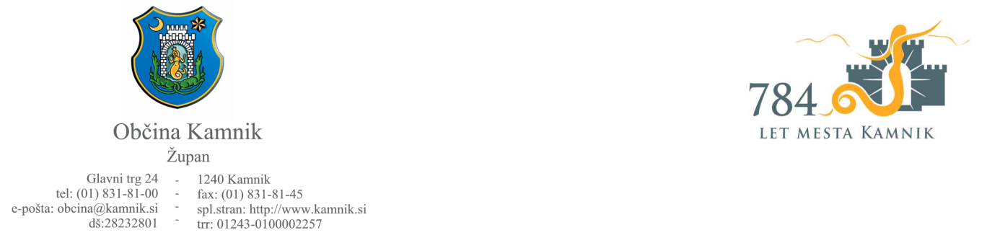 Občina Kamnik
Župan
Glavni trg 24 - 1240 Kamnik
tel: (01) 831-81-00 - fax: (01) 831-81-45
e-pošta: obcina@kamnik.si - spl.stran: http://www.kamnik.si
dš:28232801 - trr: 01243-0100002257
784
LET MESTA KAMNIK